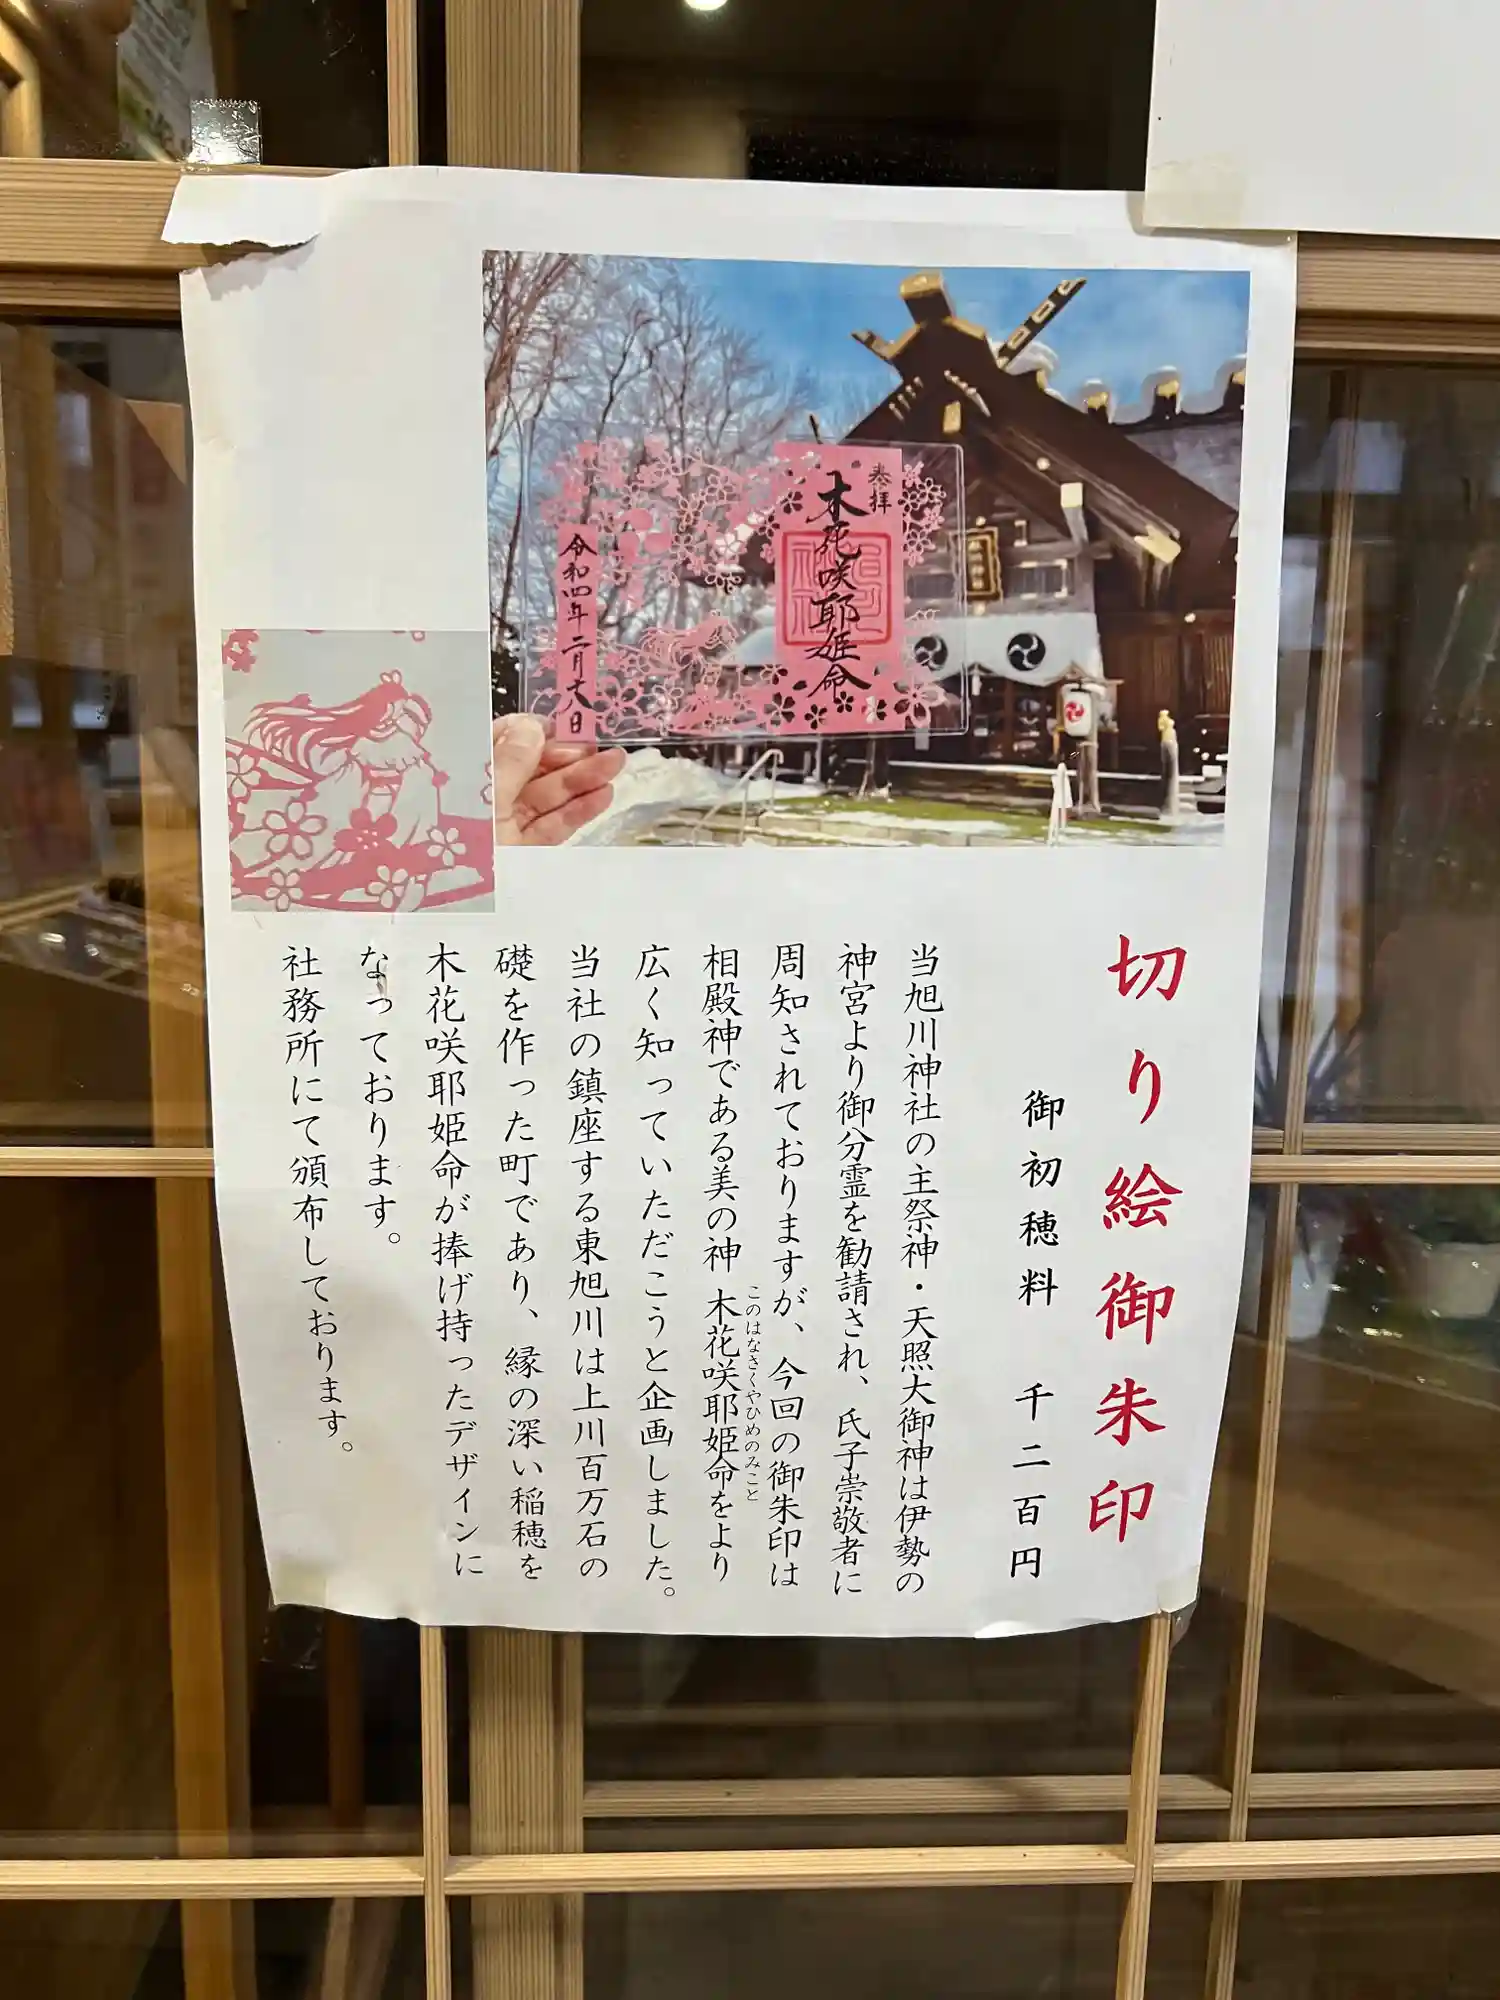 奉拝
木花咲耶姫命
令和四年二月十八日
切り絵御朱印
御初穂料　千二百円
当旭川神社の主祭神・天照大御神は伊勢の
神宮より御分霊を勧請され、氏子崇敬者に
周知されておりますが、今回の御朱印は
相殿神である美の神 木花咲耶姫命をより
このはなさくやひめのみこと
広く知っていただこうと企画しました。
当社の鎮座する東旭川は上川百万石の
礎を作った町であり、縁の深い稲穂を
木花咲耶姫命が捧げ持ったデザインに
なっております。
社務所にて頒布しております。